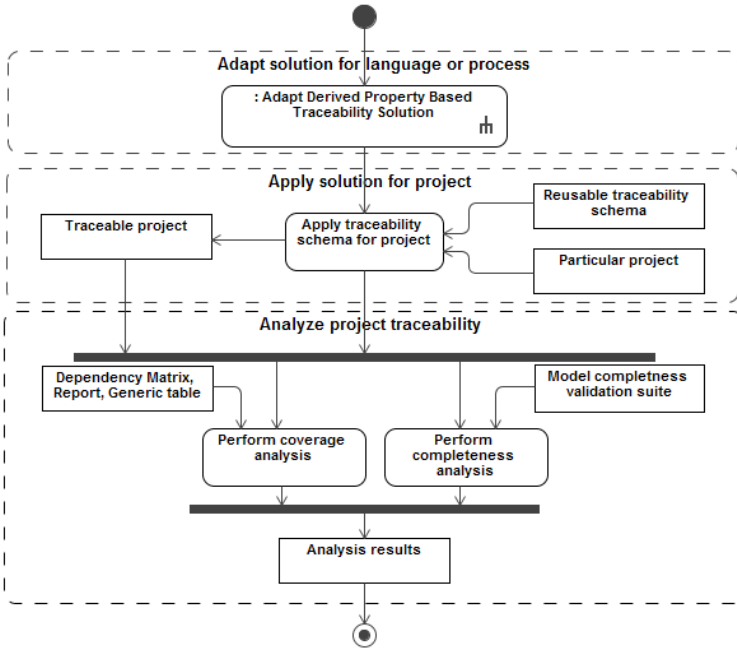 Adapt solution for language or process
: Adapt Derived Property Based
Traceability Solution
Apply solution for project
Reusable traceability
schema
Traceable project
Apply traceability
schema for project
Particular project
Analyze project traceability
Dependency Matrix,
Report, Generic table
Model completness
validation suite
Perform coverage
analysis
Perform
completeness
analysis
Analysis results